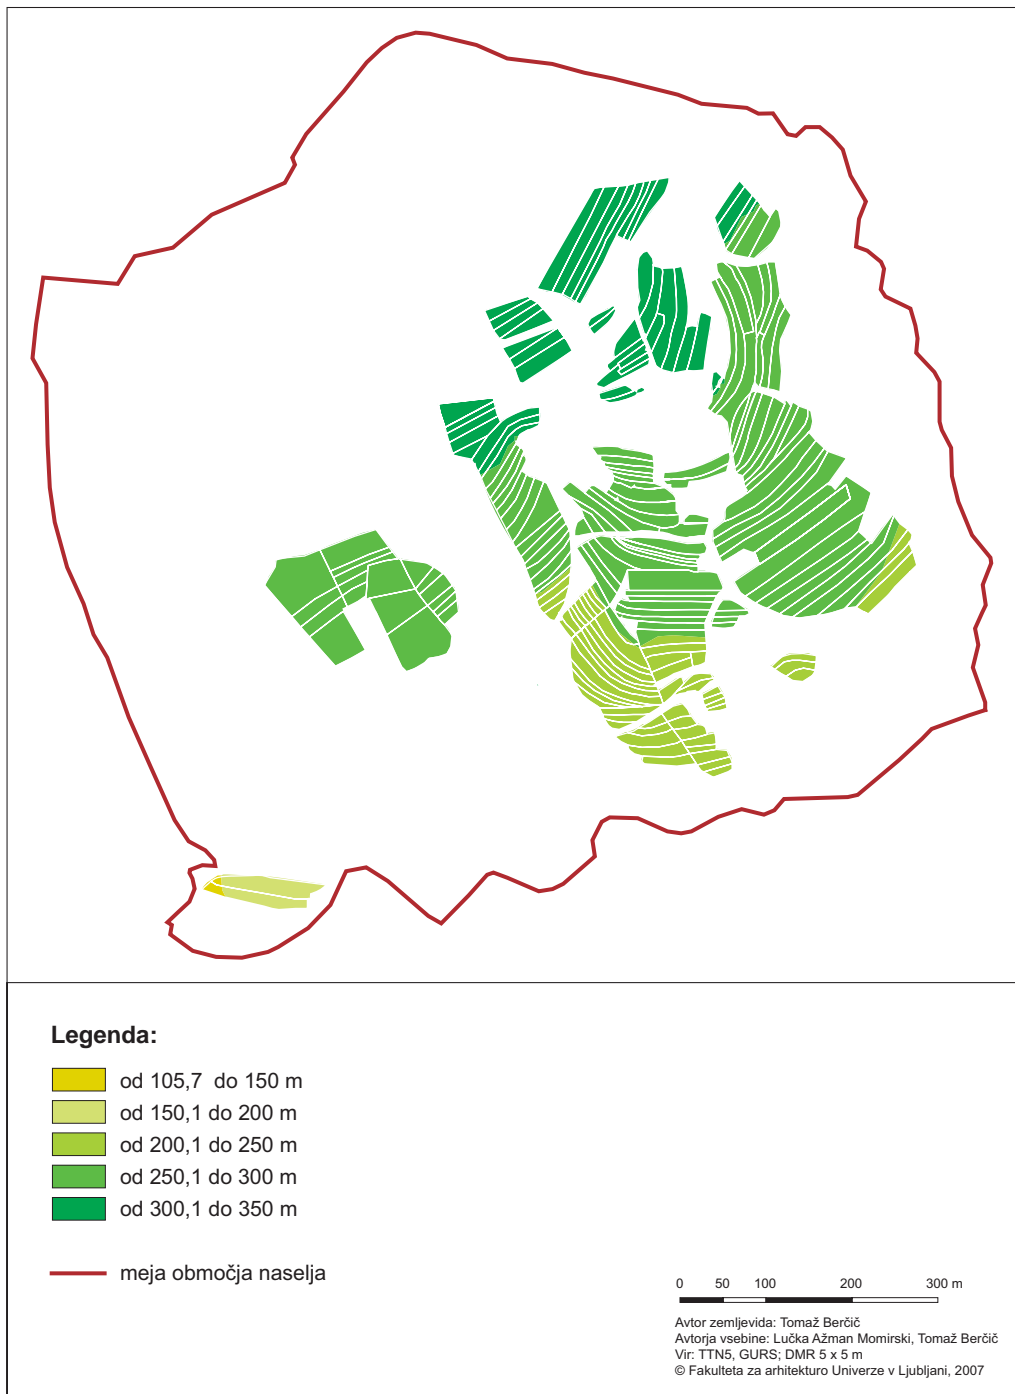 Legenda:
od 105,7 do 150 m
od 150,1 do 200 m
od 200,1 do 250 m
od 250,1 do 300 m
od 300,1 do 350 m
meja območja naselja
0 50 100 200 300 m
Avtor zemljevida: Tomaž Berčič
Avtorja vsebine: Lučka Ažman Momirski, Tomaž Berčič
Vir: TTN5, GURS; DMR 5 x 5 m
© Fakulteta za arhitekturo Univerze v Ljubljani, 2007